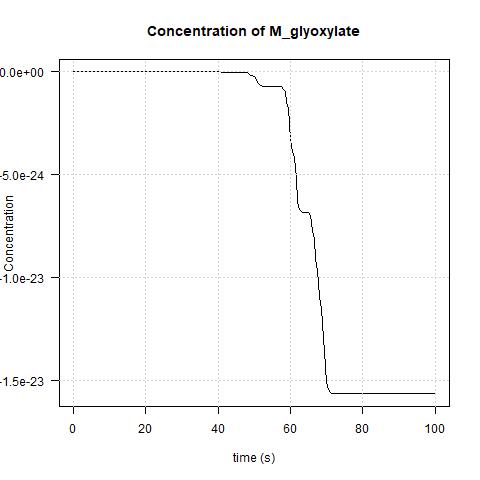 Concentration of M_glyoxylate
0.0e+00
-5.0e-24
-1.0e-23
-1.5e-23
Concentration
0
20
40
60
80
100
time (s)